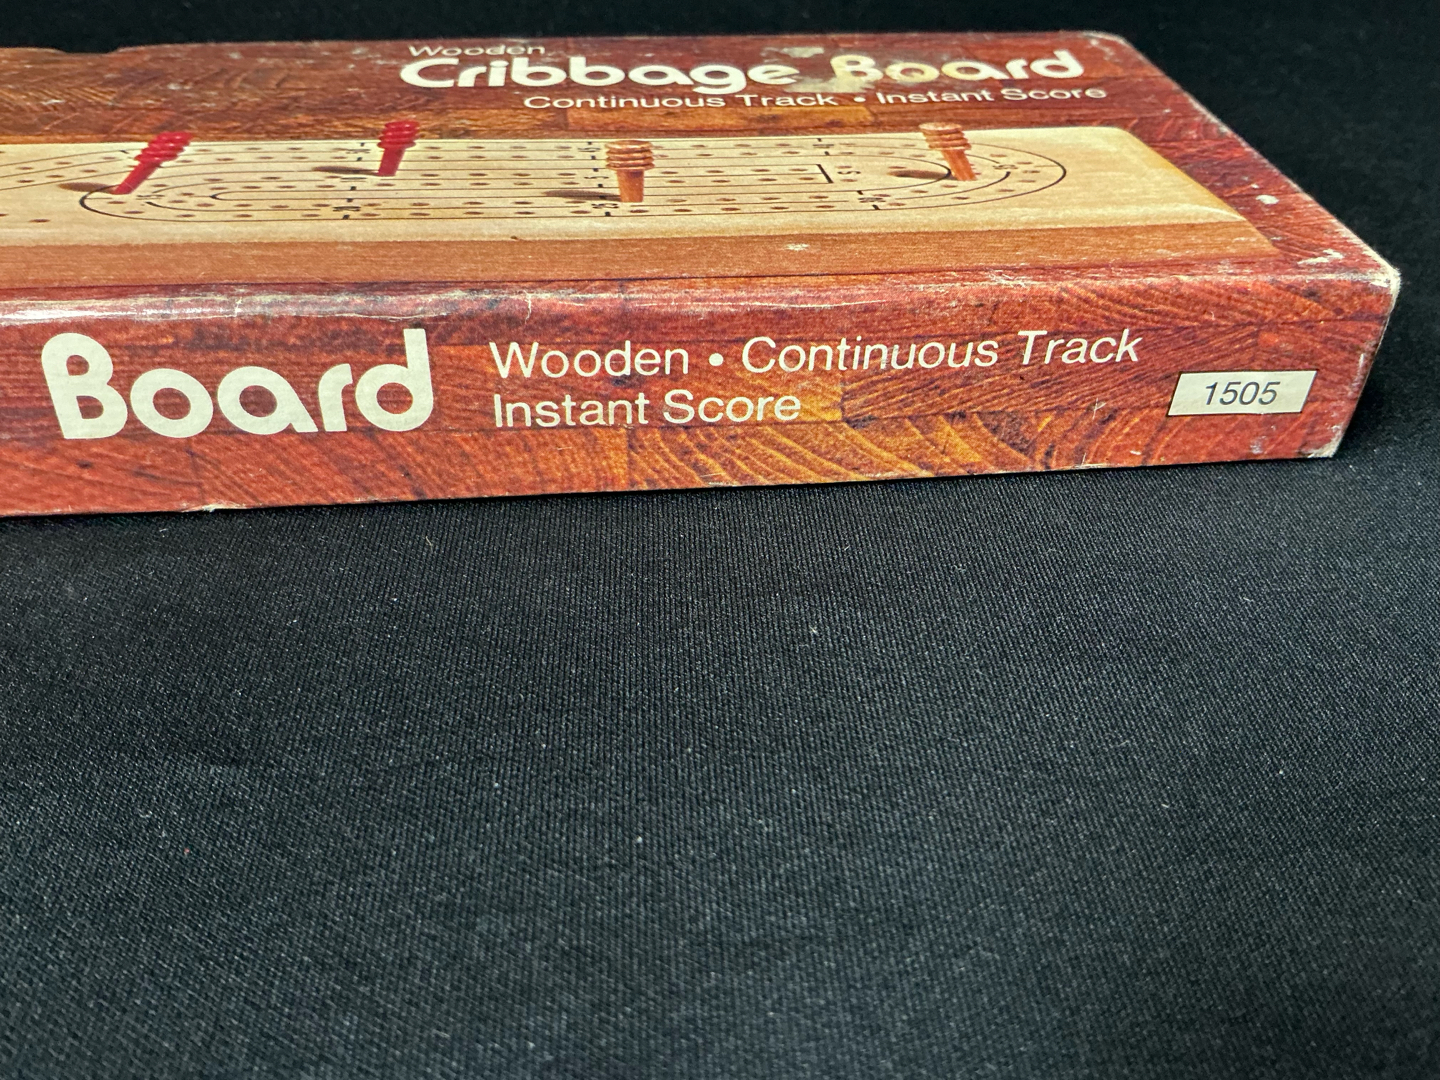 Wooden
Cribbage Board
Continuous Track • Instant Score
Board
Wooden • Continuous Track
Instant Score
1505